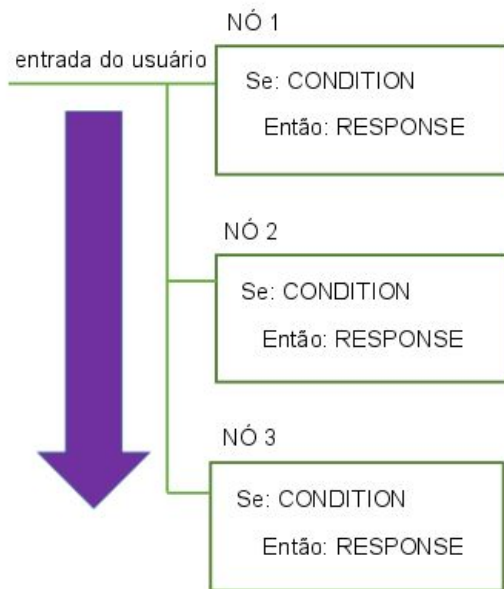 NÓ 1
entrada do usuário
Se: CONDITION
Então: RESPONSE
NÓ 2
Se: CONDITION
Então: RESPONSE
NÓ 3
Se: CONDITION
Então: RESPONSE